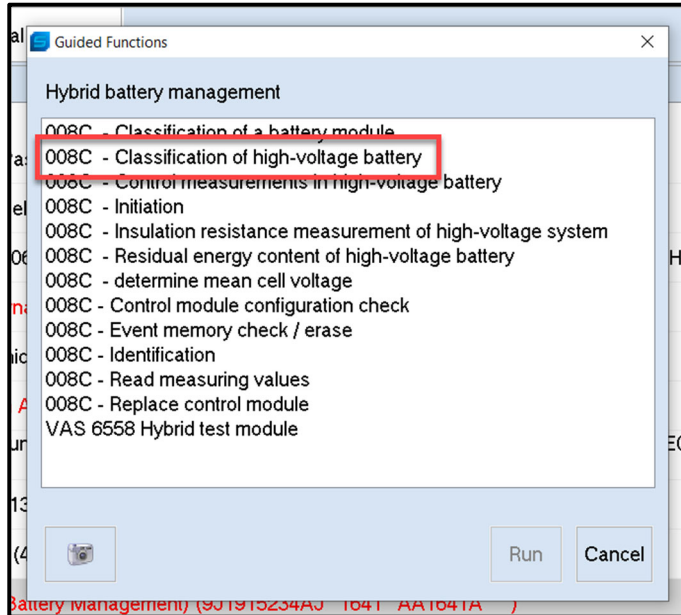 al
Guided Functions
Hybrid battery management
008C - Classification of a battery module
008C - Classification of high-voltage battery
008C - Control measurements in high-voltage battery
008C - Initiation
008C - Insulation resistance measurement of high-voltage system
008C - Residual energy content of high-voltage battery
008C - determine mean cell voltage
008C - Control module configuration check
008C - Event memory check / erase
008C - Identification
008C - Read measuring values
008C - Replace control module
VAS 6558 Hybrid test module
Run
Cancel
Battery Management) (9J1915234AJ 1641 AA1641A )